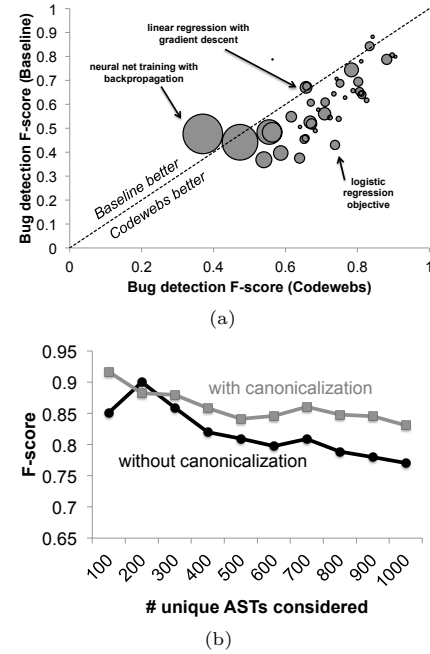 linear regression with
gradient descent
neural net training with
backpropagation
Baseline better
Codewebs better
logistic
regression
objective
Bug detection F-score (Baseline)
1
0.9
0.8
0.7
0.6
0.5
0.4
0.3
0.2
0.1
0
0 0.2 0.4 0.6 0.8 1
Bug detection F-score (Codewebs)
(a)
0.95
0.9
0.85
0.8
0.75
0.7
0.65
F-score
with canonicalization
without canonicalization
100 200 300 400 500 600 700 800 900 1000
# unique ASTs considered
(b)